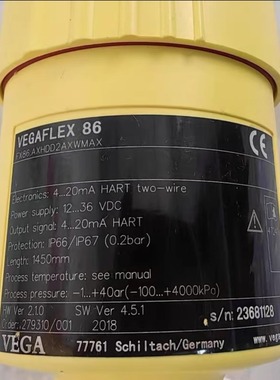 VEGAFLEX 86
FX86.AXHDD2AXWMAX
CE
Electronics: 4...20mA HART two-wire
Power supply: 12...36 VDC
Output signal: 4...20mA HART
Protection: IP66/IP67 (0.2bar)
Length: 1450mm
Process temperature: see manual
Process pressure: -1...+40ar(-100...+4000kPa)
HW Ver 2.1.0 SW Ver 4.5.1
Order:279310/001 2018 s/n: 23681128
VEGA 77761 Schiltach/Germany